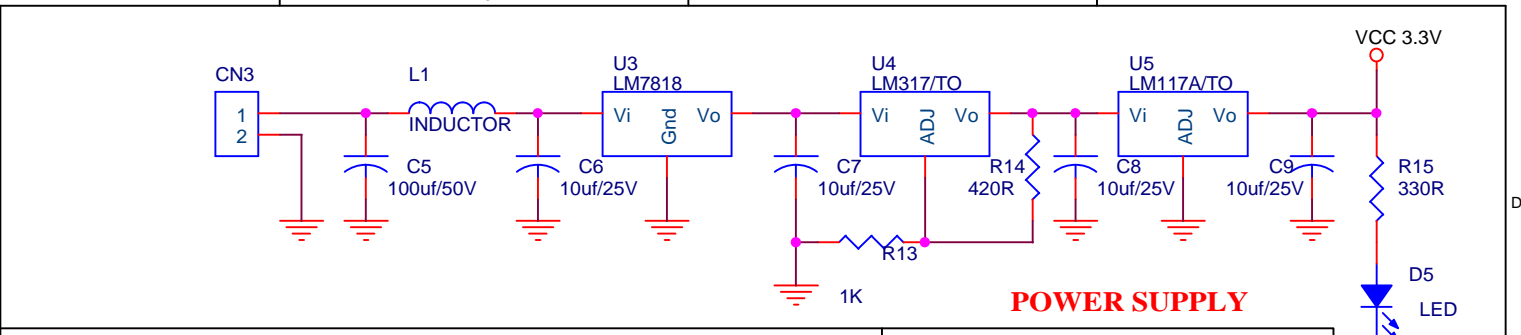 VCC 3.3V
CN3
1
2
L1
INDUCTOR
U3
LM7818
Vi
Gnd
Vo
U4
LM317/TO
Vi
ADJ
Vo
U5
LM117A/TO
Vi
ADJ
Vo
C5
100uf/50V
C6
10uf/25V
C7
10uf/25V
R14
420R
C8
10uf/25V
C9
10uf/25V
R15
330R
D
R13
1K
POWER SUPPLY
D5
LED